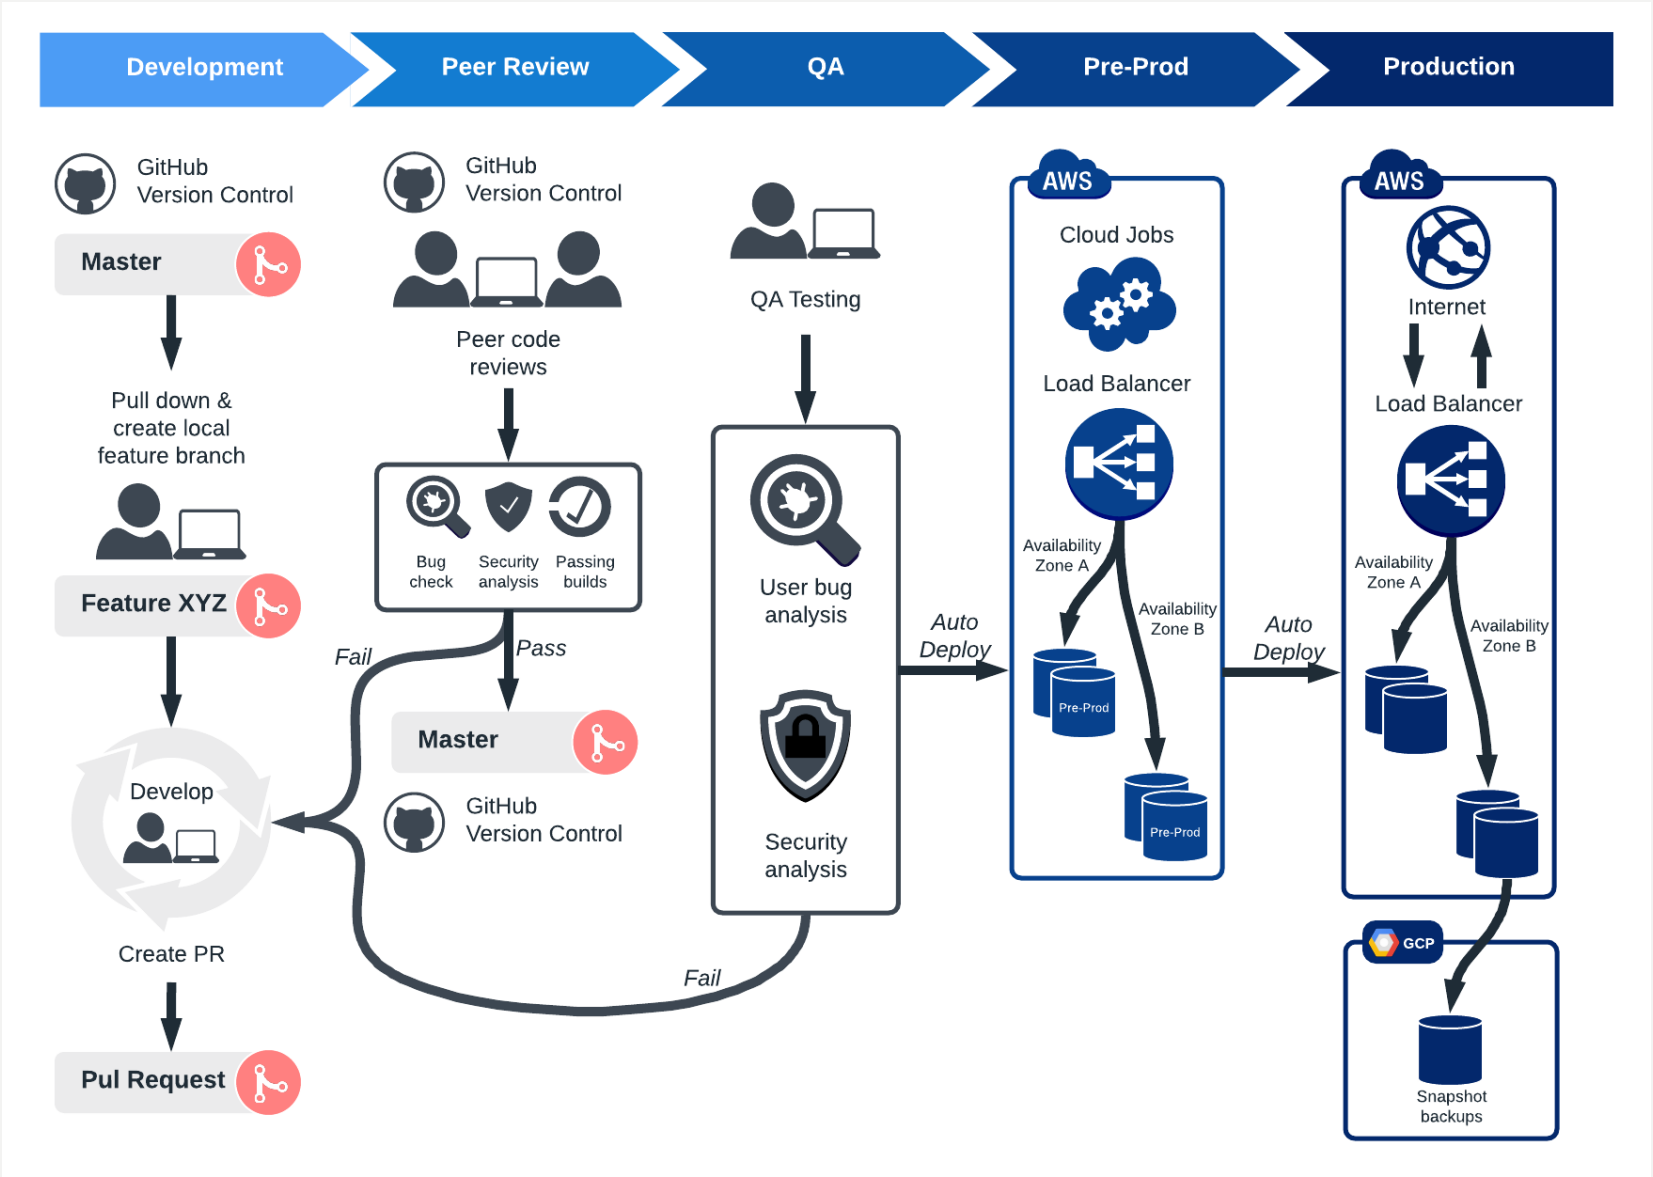 Development
Peer Review
QA
Pre-Prod
Production
GitHub
Version Control
Master
Pull down &
create local
feature branch
Feature XYZ
Develop
Create PR
Pul Request
GitHub
Version Control
Peer code
reviews
Bug
check
Security
analysis
Passing
builds
Fail
Pass
Master
GitHub
Version Control
QA Testing
User bug
analysis
Security
analysis
Fail
Auto
Deploy
AWS
Cloud Jobs
Load Balancer
Availability
Zone A
Availability
Zone B
Pre-Prod
Pre-Prod
Auto
Deploy
AWS
Internet
Load Balancer
Availability
Zone A
Availability
Zone B
GCP
Snapshot
backups